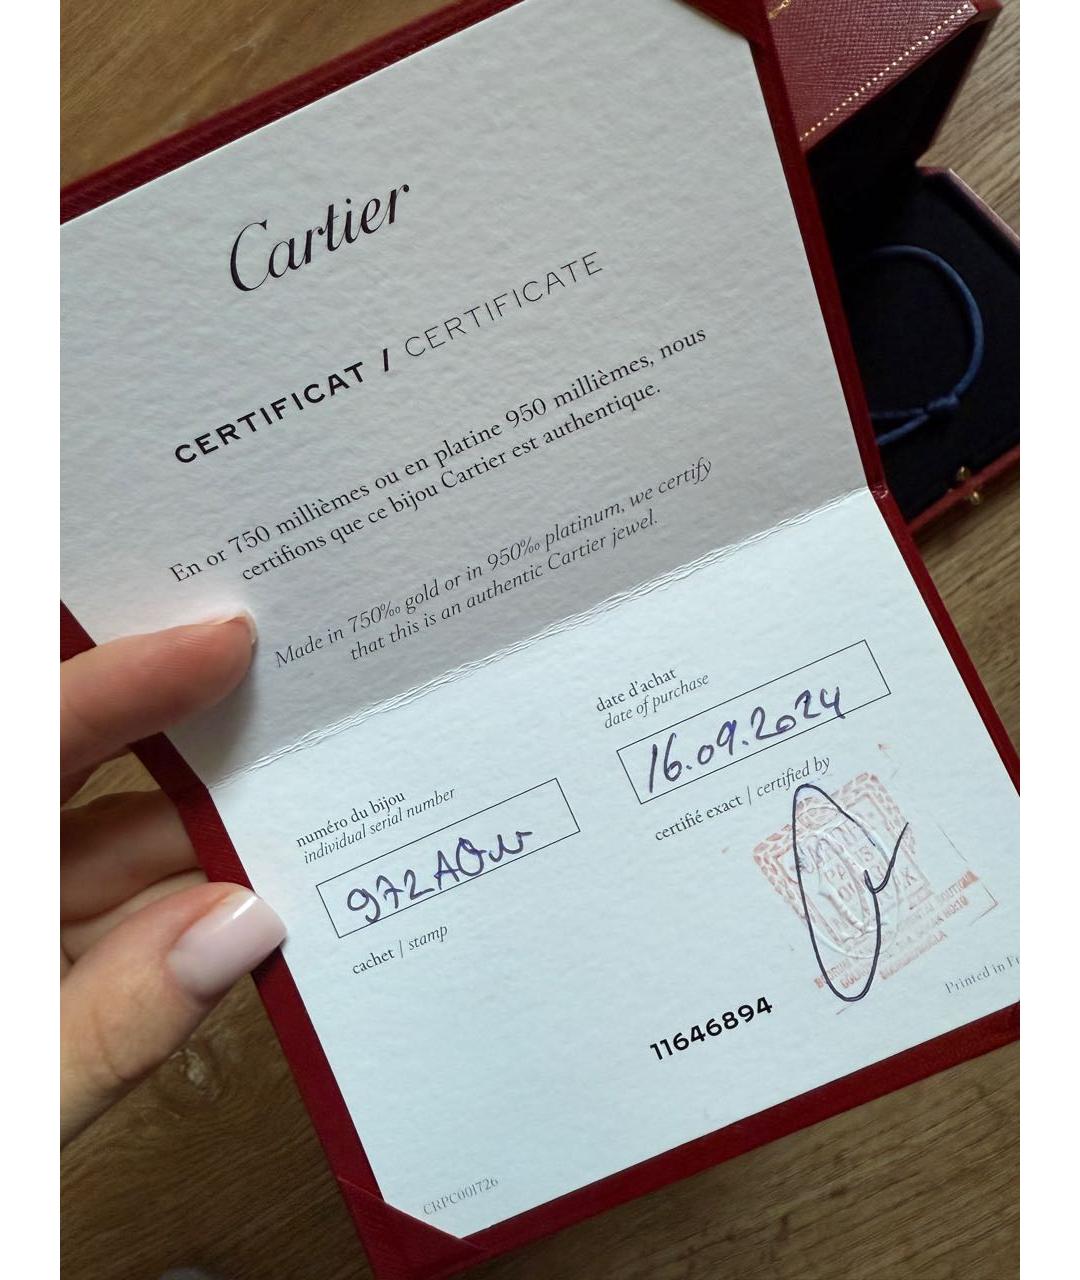 Cartier
CERTIFICAT / CERTIFICATE
En or 750 millièmes ou en platine 950 millièmes, nous
certifions que ce bijou Cartier est authentique.
Made in 750‰ gold or in 950‰ platinum, we certify
that this is an authentic Cartier jewel.
date d'achat
date of purchase
16.09.2024
numéro du bijou
individual serial number
certifié exact | certified by
cachet | stamp
11646894
Printed in
CRPC001726